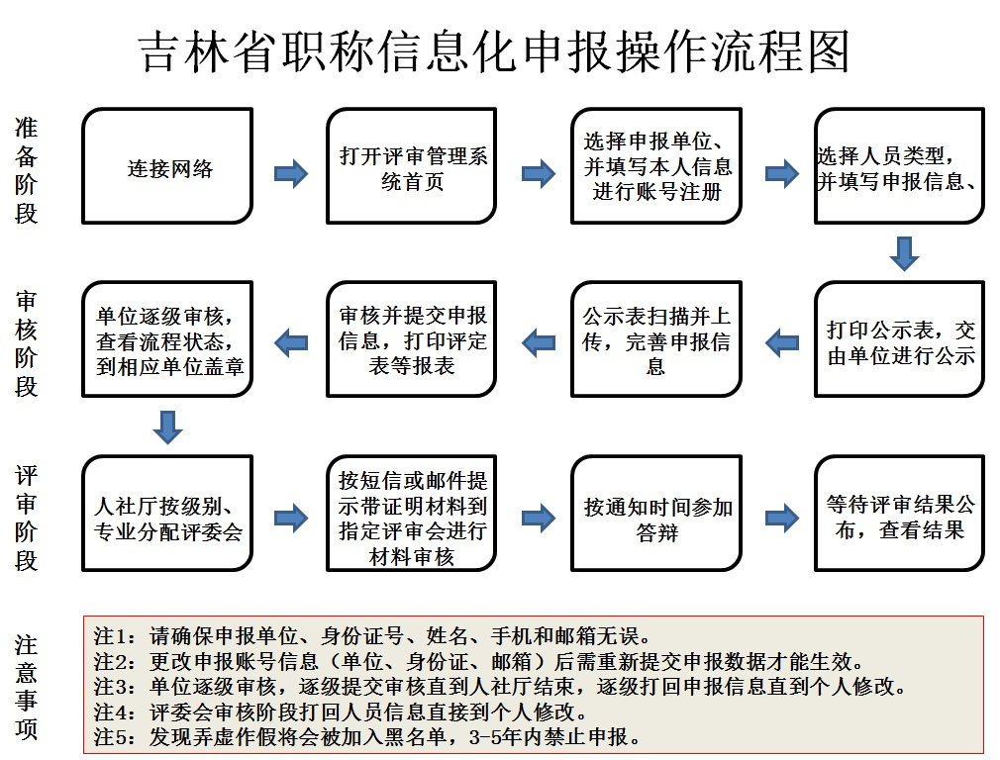 吉林省职称信息化申报操作流程图
准备阶段
连接网络
打开评审管理系
统首页
选择申报单位、
并填写本人信息
进行账号注册
选择人员类型，
并填写申报信息、
审核阶段
单位逐级审核，
查看流程状态，
到相应单位盖章
审核并提交申报
信息，打印评定
表等报表
公示表扫描并上
传，完善申报信
息
打印公示表，交
由单位进行公示
评审阶段
人社厅按级别、
专业分配评委会
按短信或邮件提
示带证明材料到
指定评审会进行
材料审核
按通知时间参加
答辩
等待评审结果公
布，查看结果
注意事项
注1：请确保申报单位、身份证号、姓名、手机和邮箱无误。
注2：更改申报账号信息（单位、身份证、邮箱）后需重新提交申报数据才能生效。
注3：单位逐级审核，逐级提交审核直到人社厅结束，逐级打回申报信息直到个人修改。
注4：评委会审核阶段打回人员信息直接到个人修改。
注5：发现弄虚作假将会被加入黑名单，3-5年内禁止申报。